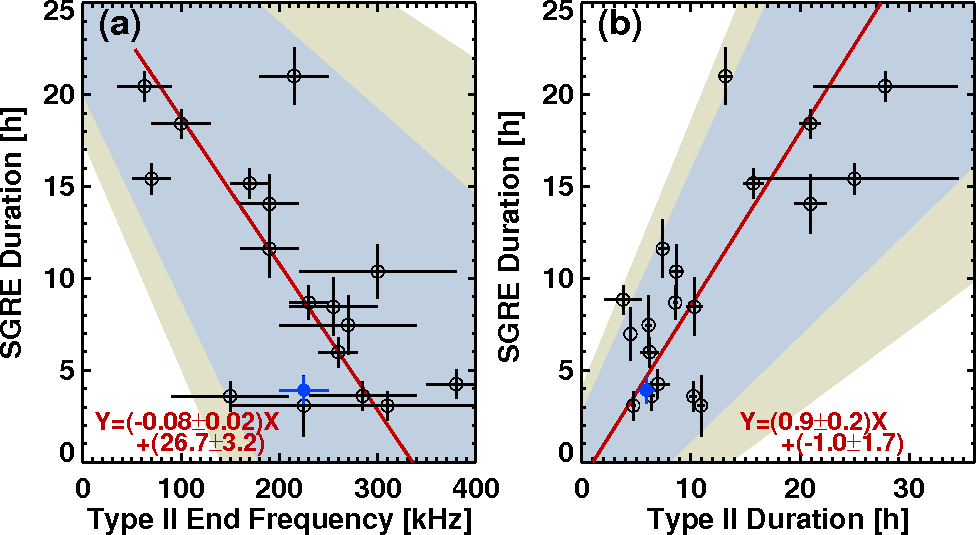 (a)
SGRE Duration [h]
25
20
15
10
5
0
Y=(-0.08±0.02)X
+(26.7±3.2)
0 100 200 300 400
Type II End Frequency [kHz]
(b)
SGRE Duration [h]
25
20
15
10
5
0
Y=(0.9±0.2)X
+(-1.0±1.7)
0 10 20 30
Type II Duration [h]